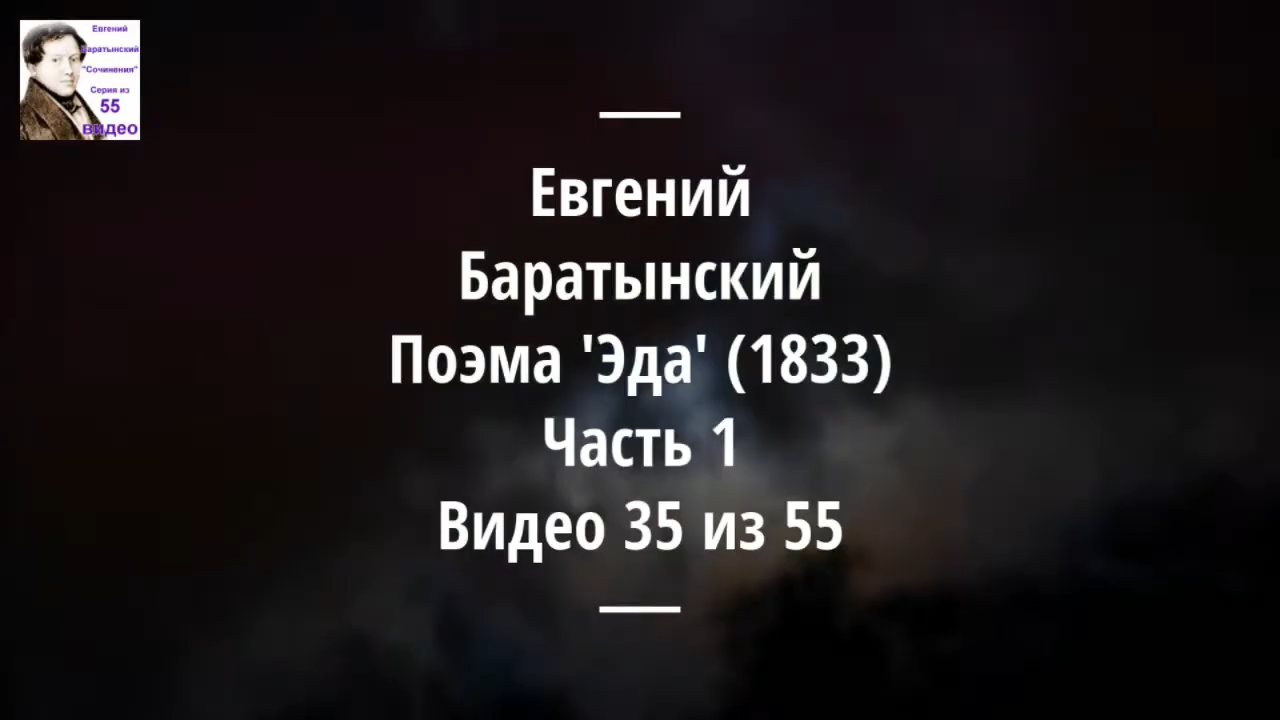 Евгений
Баратынский
"Сочинения"
Серия из
55
видео
Евгений
Баратынский
Поэма 'Эда' (1833)
Часть 1
Видео 35 из 55